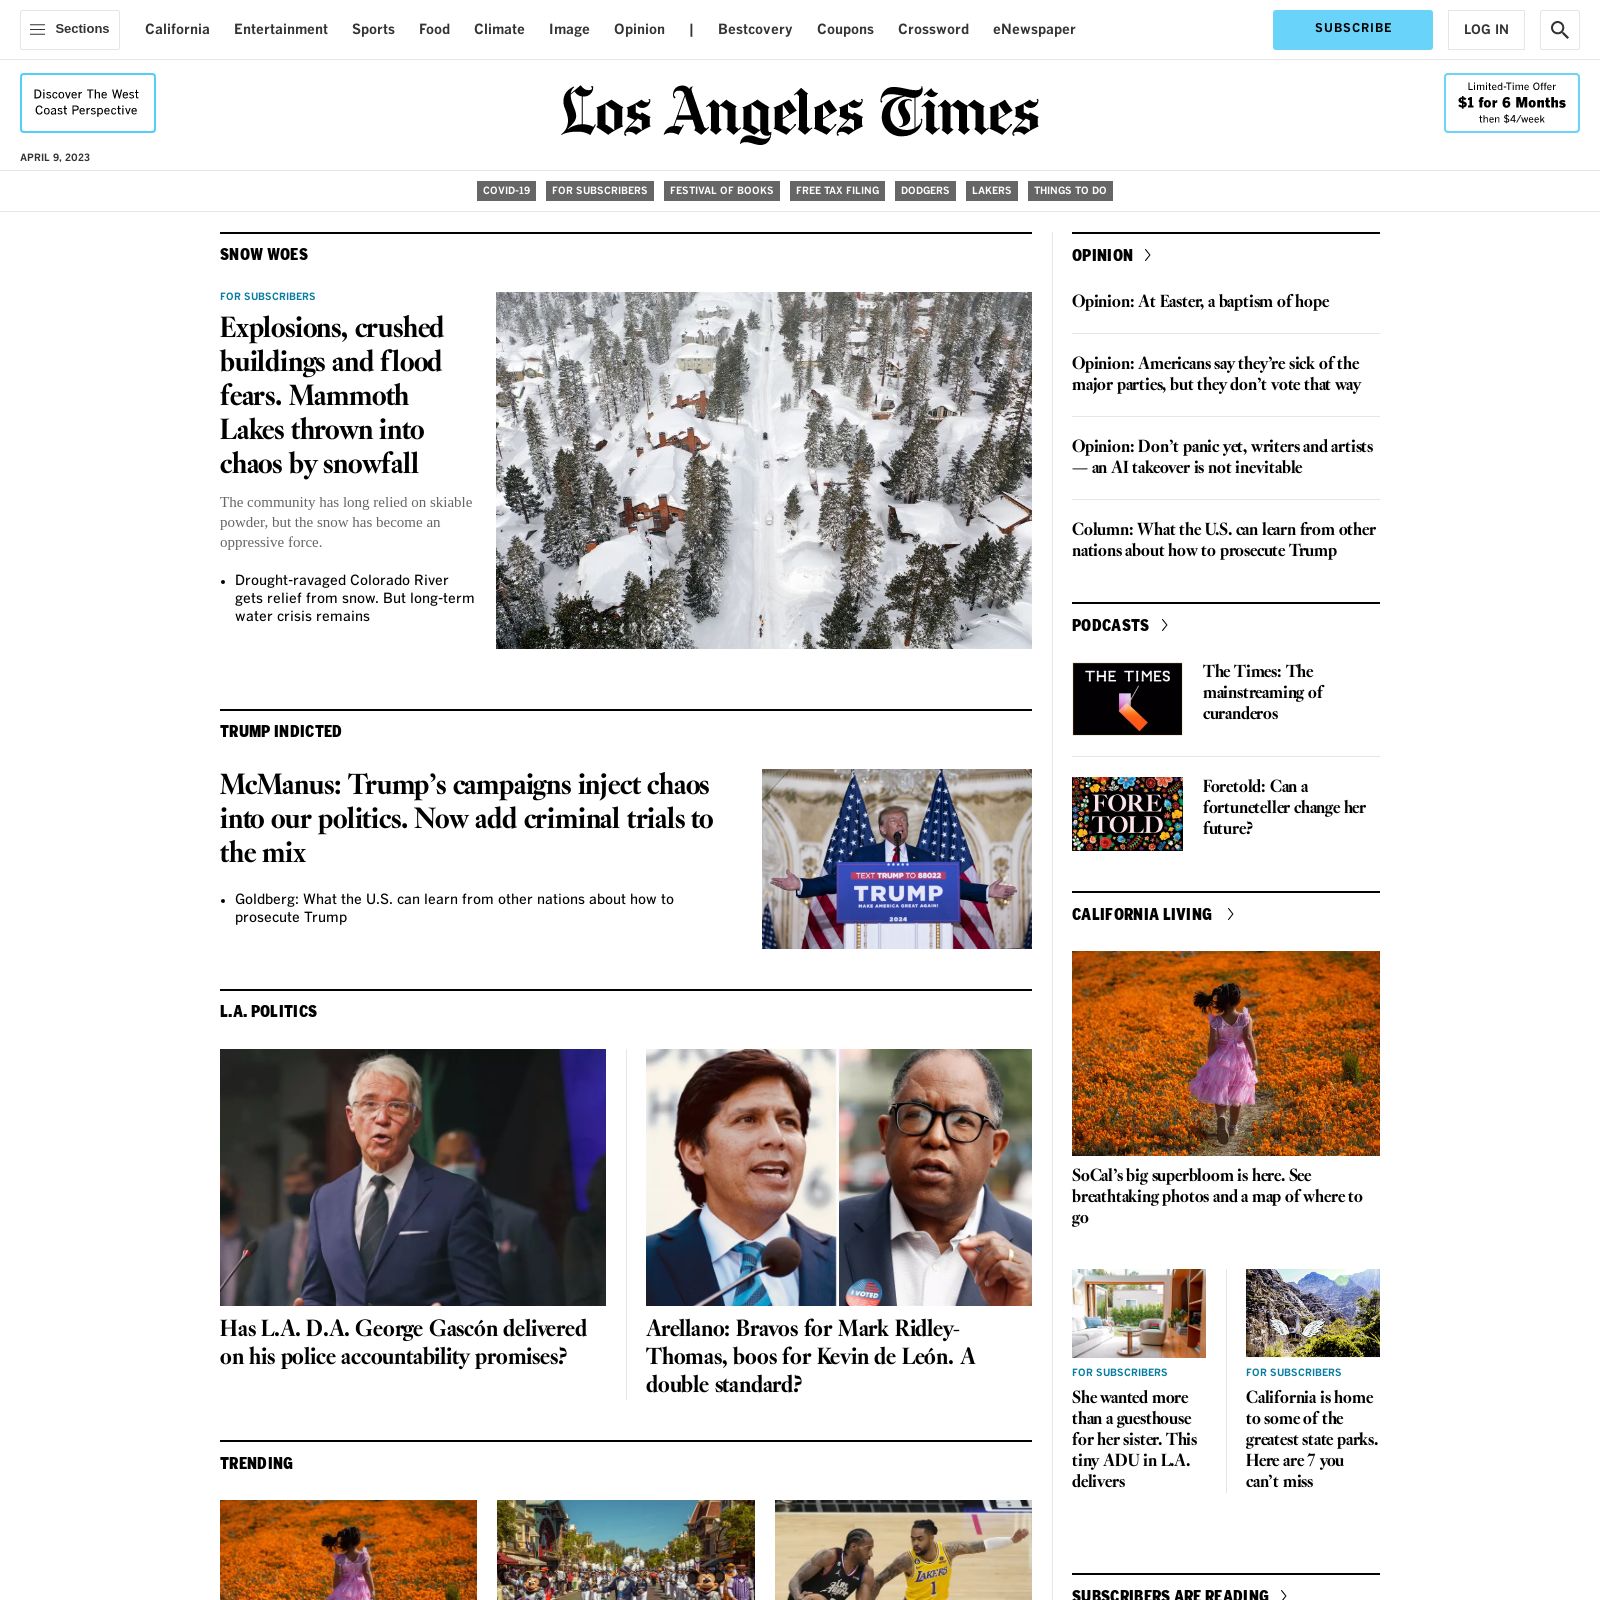 Sections
California Entertainment Sports Food Climate Image Opinion | Bestcovery Coupons Crossword eNewspaper
SUBSCRIBE
LOG IN
Discover The West
Coast Perspective
Los Angeles Times
Limited-Time Offer
$1 for 6 Months
then $4/week
APRIL 9, 2023
COVID-19 FOR SUBSCRIBERS FESTIVAL OF BOOKS FREE TAX FILING DODGERS LAKERS THINGS TO DO
SNOW WOES
FOR SUBSCRIBERS
Explosions, crushed
buildings and flood
fears. Mammoth
Lakes thrown into
chaos by snowfall
The community has long relied on skiable
powder, but the snow has become an
oppressive force.
• Drought-ravaged Colorado River
gets relief from snow. But long-term
water crisis remains
TRUMP INDICTED
McManus: Trump’s campaigns inject chaos
into our politics. Now add criminal trials to
the mix
• Goldberg: What the U.S. can learn from other nations about how to
prosecute Trump
TEXT TRUMP TO 88022
TRUMP
MAKE AMERICA GREAT AGAIN!
2024
L.A. POLITICS
I VOTED
Has L.A. D.A. George Gascón delivered
on his police accountability promises?
Arellano: Bravos for Mark Ridley-
Thomas, boos for Kevin de León. A
double standard?
TRENDING
LAKERS
1
OPINION
Opinion: At Easter, a baptism of hope
Opinion: Americans say they’re sick of the
major parties, but they don’t vote that way
Opinion: Don’t panic yet, writers and artists
— an AI takeover is not inevitable
Column: What the U.S. can learn from other
nations about how to prosecute Trump
PODCASTS
THE TIMES
The Times: The
mainstreaming of
curanderos
FORE
TOLD
Foretold: Can a
fortuneteller change her
future?
CALIFORNIA LIVING
SoCal’s big superbloom is here. See
breathtaking photos and a map of where to
go
FOR SUBSCRIBERS
She wanted more
than a guesthouse
for her sister. This
tiny ADU in L.A.
delivers
FOR SUBSCRIBERS
California is home
to some of the
greatest state parks.
Here are 7 you
can’t miss
SUBSCRIBERS ARE READING